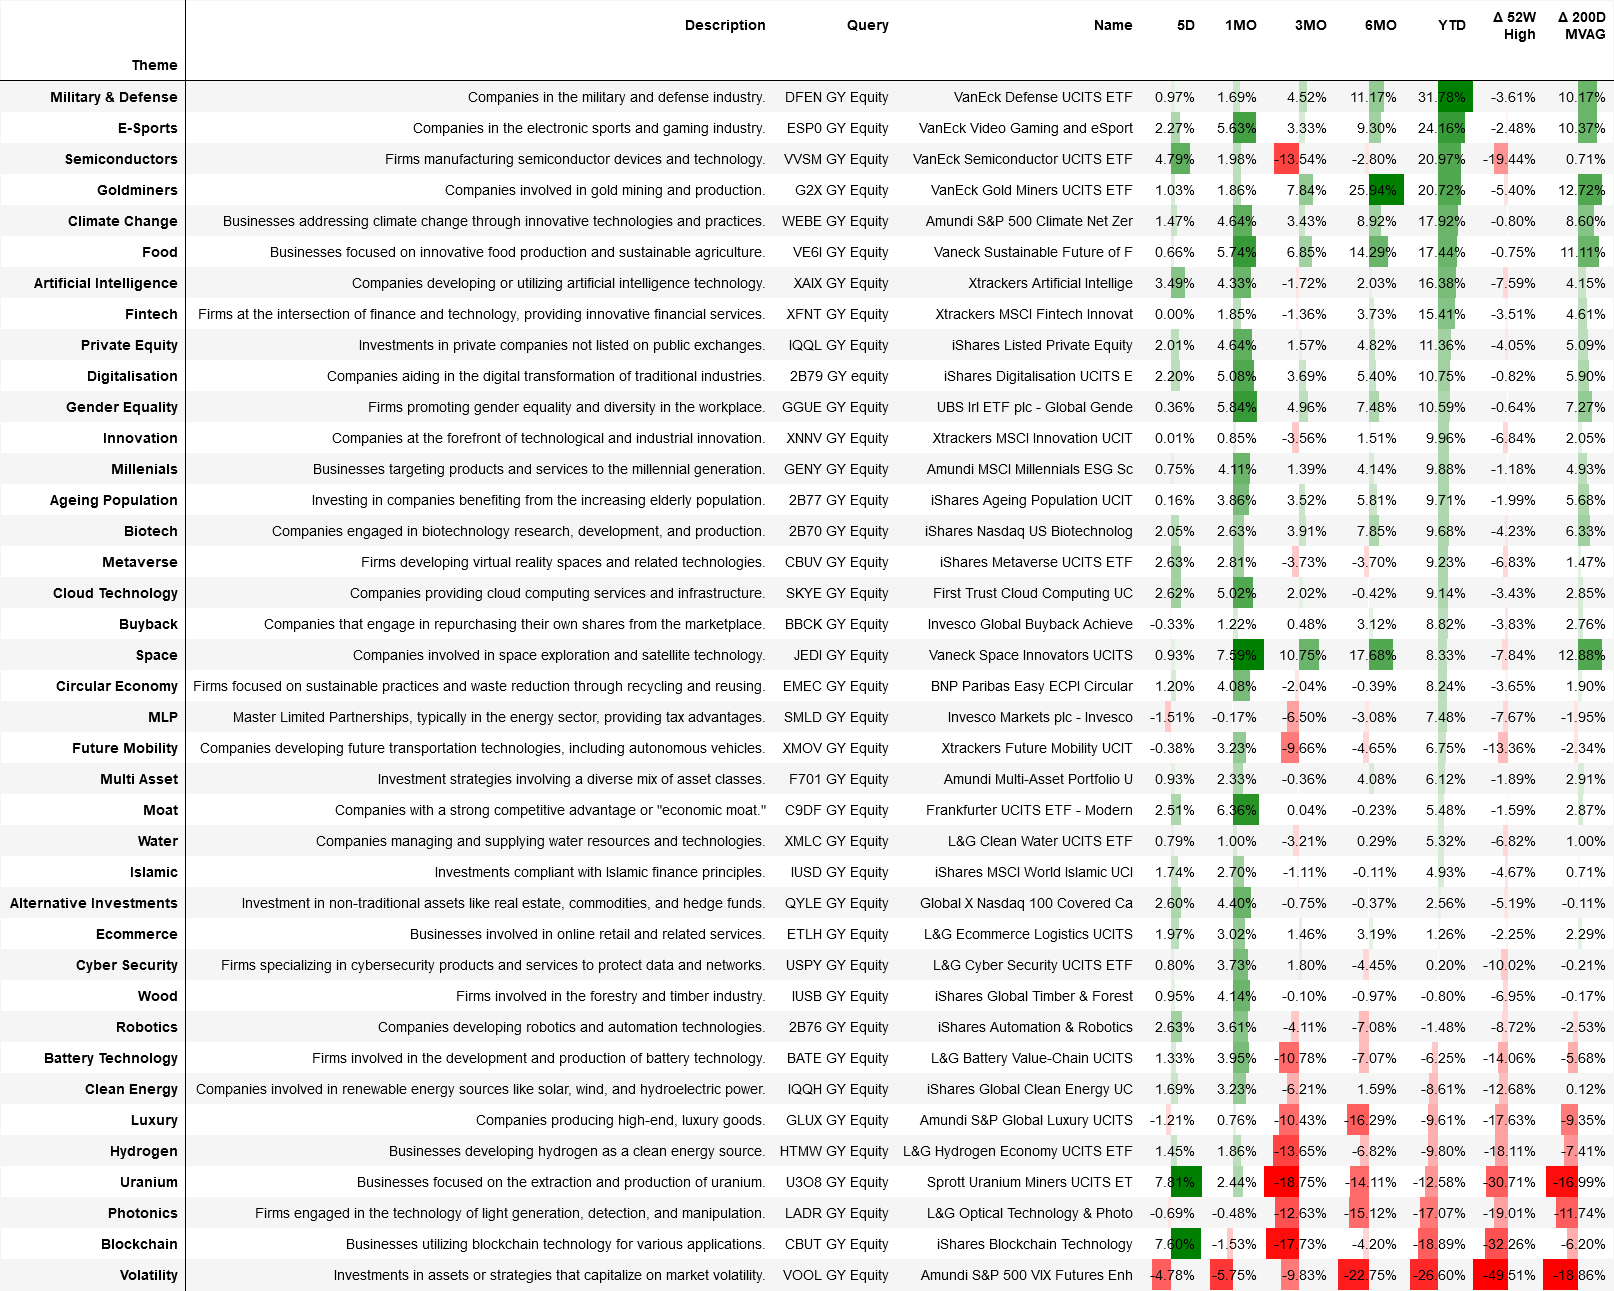 Theme Description Query Name 5D 1MO 3MO 6MO YTD Δ 52W High Δ 200D MVAG
Military & Defense Companies in the military and defense industry. DFEN GY Equity VanEck Defense UCITS ETF 0.97% 1.69% 4.52% 11.17% 31.78% -3.61% 10.17%
E-Sports Companies in the electronic sports and gaming industry. ESP0 GY Equity VanEck Video Gaming and eSport 2.27% 5.63% 3.33% 9.30% 24.16% -2.48% 10.37%
Semiconductors Firms manufacturing semiconductor devices and technology. VVSM GY Equity VanEck Semiconductor UCITS ETF 4.79% 1.98% -13.54% -2.80% 20.97% -19.44% 0.71%
Goldminers Companies involved in gold mining and production. G2X GY Equity VanEck Gold Miners UCITS ETF 1.03% 1.86% 7.84% 25.94% 20.72% -5.40% 12.72%
Climate Change Businesses addressing climate change through innovative technologies and practices. WEBE GY Equity Amundi S&P 500 Climate Net Zer 1.47% 4.64% 3.43% 8.92% 17.92% -0.80% 8.60%
Food Businesses focused on innovative food production and sustainable agriculture. VE6I GY Equity Vaneck Sustainable Future of F 0.66% 5.74% 6.85% 14.29% 17.44% -0.75% 11.11%
Artificial Intelligence Companies developing or utilizing artificial intelligence technology. XAIX GY Equity Xtrackers Artificial Intellige 3.49% 4.33% -1.72% 2.03% 16.38% -7.59% 4.15%
Fintech Firms at the intersection of finance and technology, providing innovative financial services. XFNT GY Equity Xtrackers MSCI Fintech Innovat 0.00% 1.85% -1.36% 3.73% 15.41% -3.51% 4.61%
Private Equity Investments in private companies not listed on public exchanges. IQQL GY Equity iShares Listed Private Equity 2.01% 4.64% 1.57% 4.82% 11.36% -4.05% 5.09%
Digitalisation Companies aiding in the digital transformation of traditional industries. 2B79 GY equity iShares Digitalisation UCITS E 2.20% 5.08% 3.69% 5.40% 10.75% -0.82% 5.90%
Gender Equality Firms promoting gender equality and diversity in the workplace. GGUE GY Equity UBS Irl ETF plc - Global Gende 0.36% 5.84% 4.96% 7.48% 10.59% -0.64% 7.27%
Innovation Companies at the forefront of technological and industrial innovation. XNNV GY Equity Xtrackers MSCI Innovation UCIT 0.01% 0.85% -3.56% 1.51% 9.96% -6.84% 2.05%
Millenials Businesses targeting products and services to the millennial generation. GENY GY Equity Amundi MSCI Millennials ESG Sc 0.75% 4.11% 1.39% 4.14% 9.88% -1.18% 4.93%
Ageing Population Investing in companies benefiting from the increasing elderly population. 2B77 GY Equity iShares Ageing Population UCIT 0.16% 3.86% 3.52% 5.81% 9.71% -1.99% 5.68%
Biotech Companies engaged in biotechnology research, development, and production. 2B70 GY Equity iShares Nasdaq US Biotechnolog 2.05% 2.63% 3.91% 7.85% 9.68% -4.23% 6.33%
Metaverse Firms developing virtual reality spaces and related technologies. CBUV GY Equity iShares Metaverse UCITS ETF 2.63% 2.81% -3.73% -3.70% 9.23% -6.83% 1.47%
Cloud Technology Companies providing cloud computing services and infrastructure. SKYE GY Equity First Trust Cloud Computing UC 2.62% 5.02% 2.02% -0.42% 9.14% -3.43% 2.85%
Buyback Companies that engage in repurchasing their own shares from the marketplace. BBCK GY Equity Invesco Global Buyback Achieve -0.33% 1.22% 0.48% 3.12% 8.82% -3.83% 2.76%
Space Companies involved in space exploration and satellite technology. JEDI GY Equity Vaneck Space Innovators UCITS 0.93% 7.59% 10.75% 17.68% 8.33% -7.84% 12.88%
Circular Economy Firms focused on sustainable practices and waste reduction through recycling and reusing. EMEC GY Equity BNP Paribas Easy ECPI Circular 1.20% 4.08% -2.04% -0.39% 8.24% -3.65% 1.90%
MLP Master Limited Partnerships, typically in the energy sector, providing tax advantages. SMLD GY Equity Invesco Markets plc - Invesco -1.51% -0.17% -6.50% -3.08% 7.48% -7.67% -1.95%
Future Mobility Companies developing future transportation technologies, including autonomous vehicles. XMOV GY Equity Xtrackers Future Mobility UCIT -0.38% 3.23% -9.66% -4.65% 6.75% -13.36% -2.34%
Multi Asset Investment strategies involving a diverse mix of asset classes. F701 GY Equity Amundi Multi-Asset Portfolio U 0.93% 2.33% -0.36% 4.08% 6.12% -1.89% 2.91%
Moat Companies with a strong competitive advantage or "economic moat." C9DF GY Equity Frankfurter UCITS ETF - Modern 2.51% 6.36% 0.04% -0.23% 5.48% -1.59% 2.87%
Water Companies managing and supplying water resources and technologies. XMLC GY Equity L&G Clean Water UCITS ETF 0.79% 1.00% -3.21% 0.29% 5.32% -6.82% 1.00%
Islamic Investments compliant with Islamic finance principles. IUSD GY Equity iShares MSCI World Islamic UCI 1.74% 2.70% -1.11% -0.11% 4.93% -4.67% 0.71%
Alternative Investments Investment in non-traditional assets like real estate, commodities, and hedge funds. QYLE GY Equity Global X Nasdaq 100 Covered Ca 2.60% 4.40% -0.75% -0.37% 2.56% -5.19% -0.11%
Ecommerce Businesses involved in online retail and related services. ETLH GY Equity L&G Ecommerce Logistics UCITS 1.97% 3.02% 1.46% 3.19% 1.26% -2.25% 2.29%
Cyber Security Firms specializing in cybersecurity products and services to protect data and networks. USPY GY Equity L&G Cyber Security UCITS ETF 0.80% 3.73% 1.80% -4.45% 0.20% -10.02% -0.21%
Wood Firms involved in the forestry and timber industry. IUSB GY Equity iShares Global Timber & Forest 0.95% 4.14% -0.10% -0.97% -0.80% -6.95% -0.17%
Robotics Companies developing robotics and automation technologies. 2B76 GY Equity iShares Automation & Robotics 2.63% 3.61% -4.11% -7.08% -1.48% -8.72% -2.53%
Battery Technology Firms involved in the development and production of battery technology. BATE GY Equity L&G Battery Value-Chain UCITS 1.33% 3.95% -10.78% -7.07% -6.25% -14.06% -5.68%
Clean Energy Companies involved in renewable energy sources like solar, wind, and hydroelectric power. IQQH GY Equity iShares Global Clean Energy UC 1.69% 3.23% -6.21% 1.59% -8.61% -12.68% 0.12%
Luxury Companies producing high-end, luxury goods. GLUX GY Equity Amundi S&P Global Luxury UCITS -1.21% 0.76% -10.43% -16.29% -9.61% -17.63% -9.35%
Hydrogen Businesses developing hydrogen as a clean energy source. HTMW GY Equity L&G Hydrogen Economy UCITS ETF 1.45% 1.86% -13.65% -6.82% -9.80% -18.11% -7.41%
Uranium Businesses focused on the extraction and production of uranium. U3O8 GY Equity Sprott Uranium Miners UCITS ET 7.81% 2.44% -18.75% -14.11% -12.58% -30.71% -16.99%
Photonics Firms engaged in the technology of light generation, detection, and manipulation. LADR GY Equity L&G Optical Technology & Photo -0.69% -0.48% -12.63% -15.12% -17.07% -19.01% -11.74%
Blockchain Businesses utilizing blockchain technology for various applications. CBUT GY Equity iShares Blockchain Technology 7.60% -1.53% -17.73% -4.20% -18.89% -32.26% -6.20%
Volatility Investments in assets or strategies that capitalize on market volatility. VOOL GY Equity Amundi S&P 500 VIX Futures Enh -4.78% -5.75% -9.83% -22.75% -26.60% -49.51% -18.86%